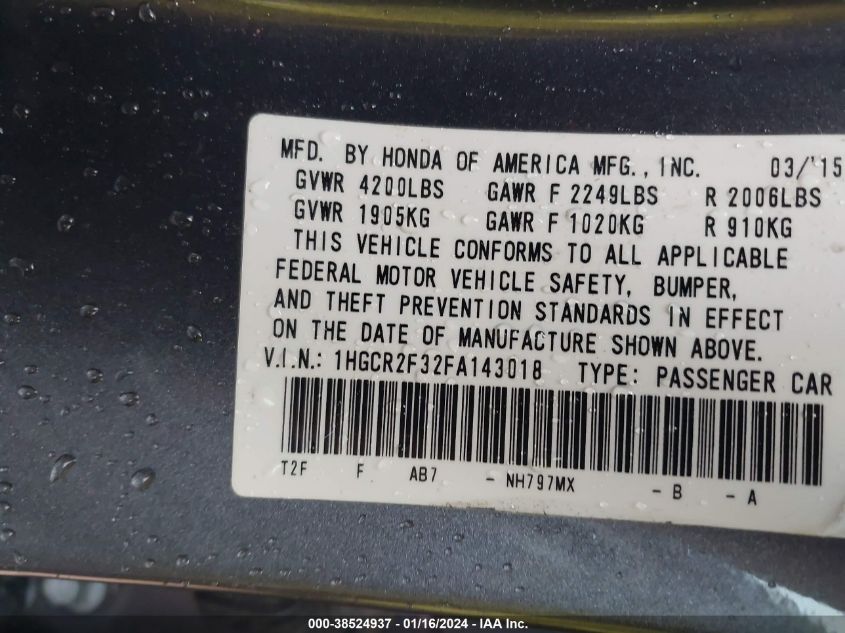 MFD. BY HONDA OF AMERICA MFG., INC. 03/'15
GVWR 4200LBS GAWR F 2249LBS R 2006LBS
GVWR 1905KG GAWR F 1020KG R 910KG
THIS VEHICLE CONFORMS TO ALL APPLICABLE
FEDERAL MOTOR VEHICLE SAFETY, BUMPER,
AND THEFT PREVENTION STANDARDS IN EFFECT
ON THE DATE OF MANUFACTURE SHOWN ABOVE.
V.I.N.: 1HGCR2F32FA143018 TYPE: PASSENGER CAR
T2F F AB7 - NH797MX - B - A
000-38524937 - 01/16/2024 - IAA Inc.